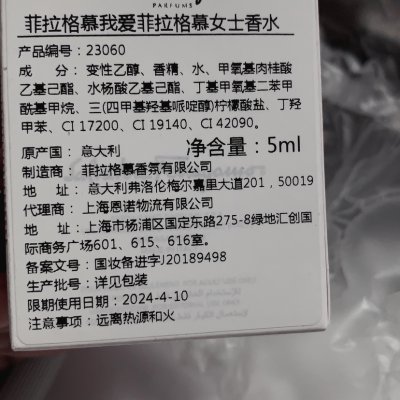 PARFUMS
菲拉格慕我爱菲拉格慕女士香水
产品编号：23060
成 分：变性乙醇、香精、水、甲氧基肉桂酸
乙基己酯、水杨酸乙基己酯、丁基甲氧基二苯甲
酰基甲烷、三(四甲基羟基哌啶醇)柠檬酸盐、丁羟
甲苯、CI 17200、CI 19140、CI 42090。
原产国：意大利 净含量：5ml
制造商：菲拉格慕香氛有限公司
地 址：意大利弗洛伦梅尔嘉里大道201，50019
代理商：上海恩诺物流有限公司
地 址：上海市杨浦区国定东路275-8绿地汇创国
际商务广场601、615、616室。
备案文号：国妆备进字J20189498
生产批号：详见包装
限期使用日期：2024-4-10
注意事项：远离热源和火